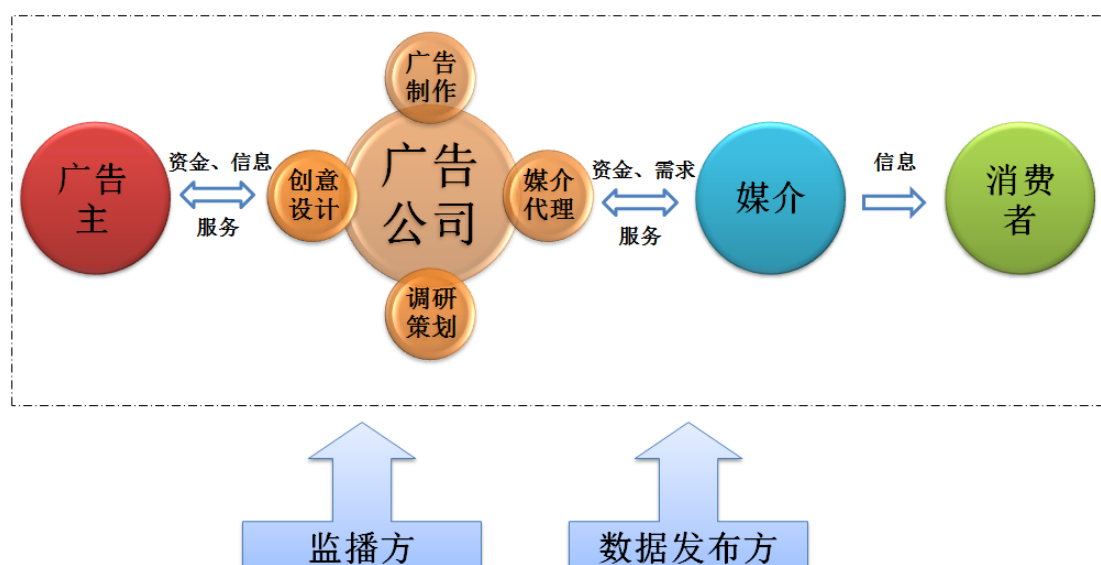 广告
制作
广告
主
资金、信息
服务
创意
设计
广告
公司
媒介
代理
调研
策划
资金、需求
服务
媒介
信息
消费
者
监播方
数据发布方